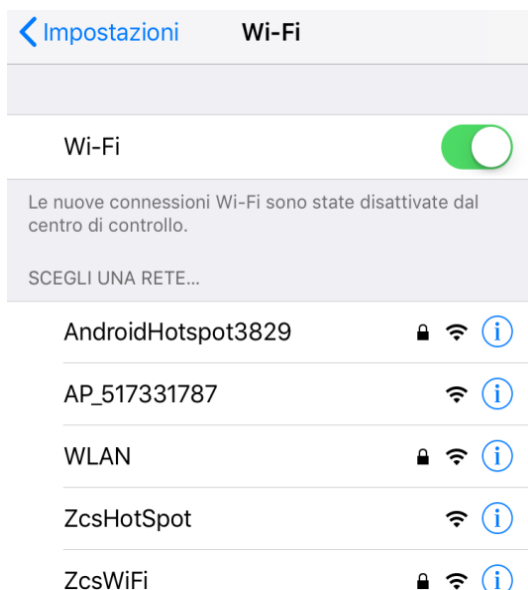 Impostazioni Wi-Fi
Wi-Fi
Le nuove connessioni Wi-Fi sono state disattivate dal
centro di controllo.
SCEGLI UNA RETE...
AndroidHotspot3829
AP_517331787
WLAN
ZcsHotSpot
ZcsWiFi